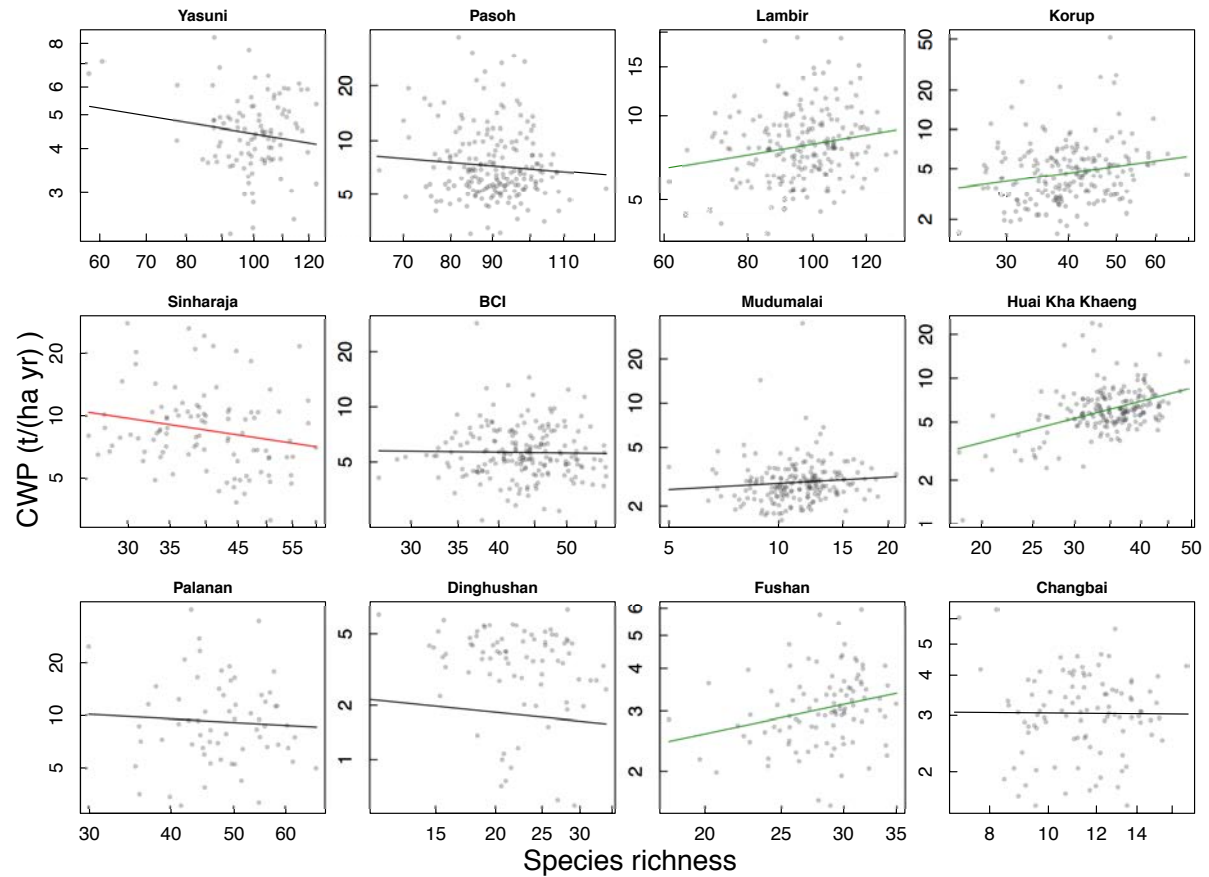 Yasuni Pasoh Lambir Korup
8 7 6 5 4 3
20 10 5
15 10 5
50 20 10 5 2
60 70 80 100 120
70 80 90 110
60 80 100 120
30 40 50 60
Sinharaja BCI Mudumalai Huai Kha Khaeng
CWP (t/(ha yr) )
20 10 5
20 10 5
20 10 5 2
20 10 5 2 1
30 35 45 55
30 35 40 50
5 10 15 20
20 30 40 50
Palanan Dinghushan Fushan Changbai
20 10 5
5 2 1
6 5 4 3 2
5 4 3 2
30 40 50 60
15 20 25 30
20 25 30 35
8 10 12 14
Species richness